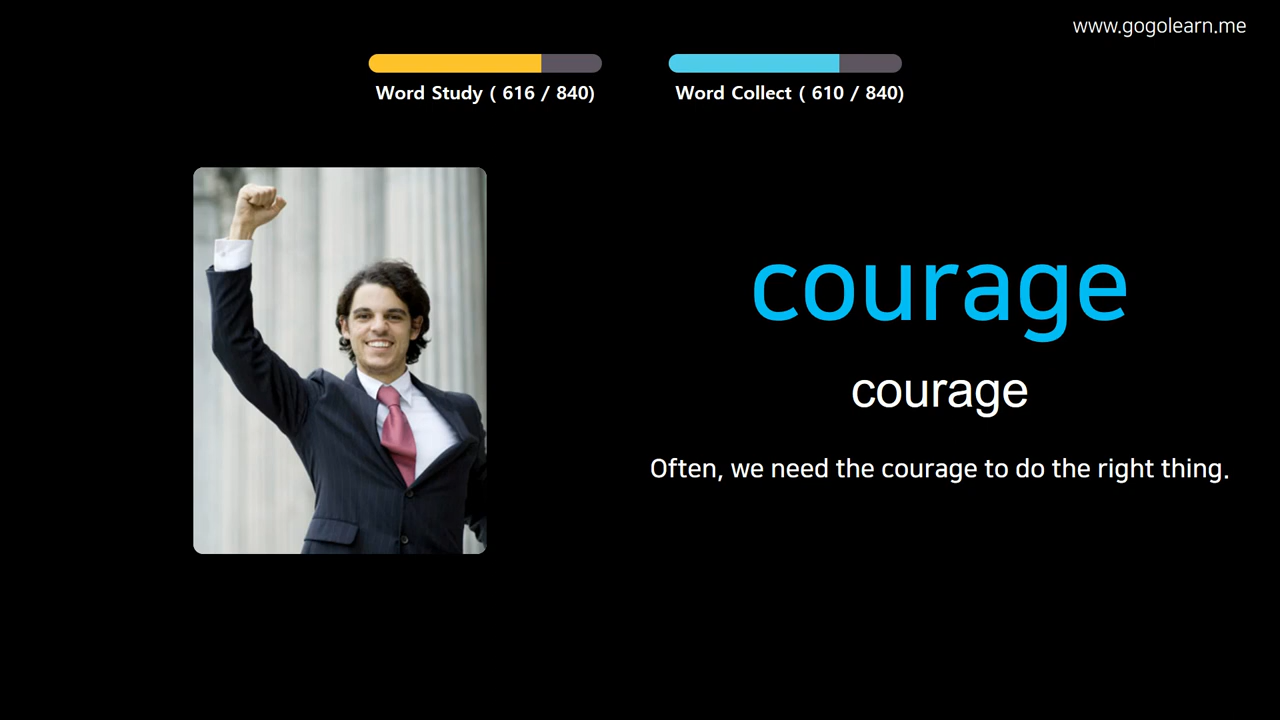 www.gogolearn.me
Word Study ( 616 / 840)
Word Collect ( 610 / 840)
courage
courage
Often, we need the courage to do the right thing.